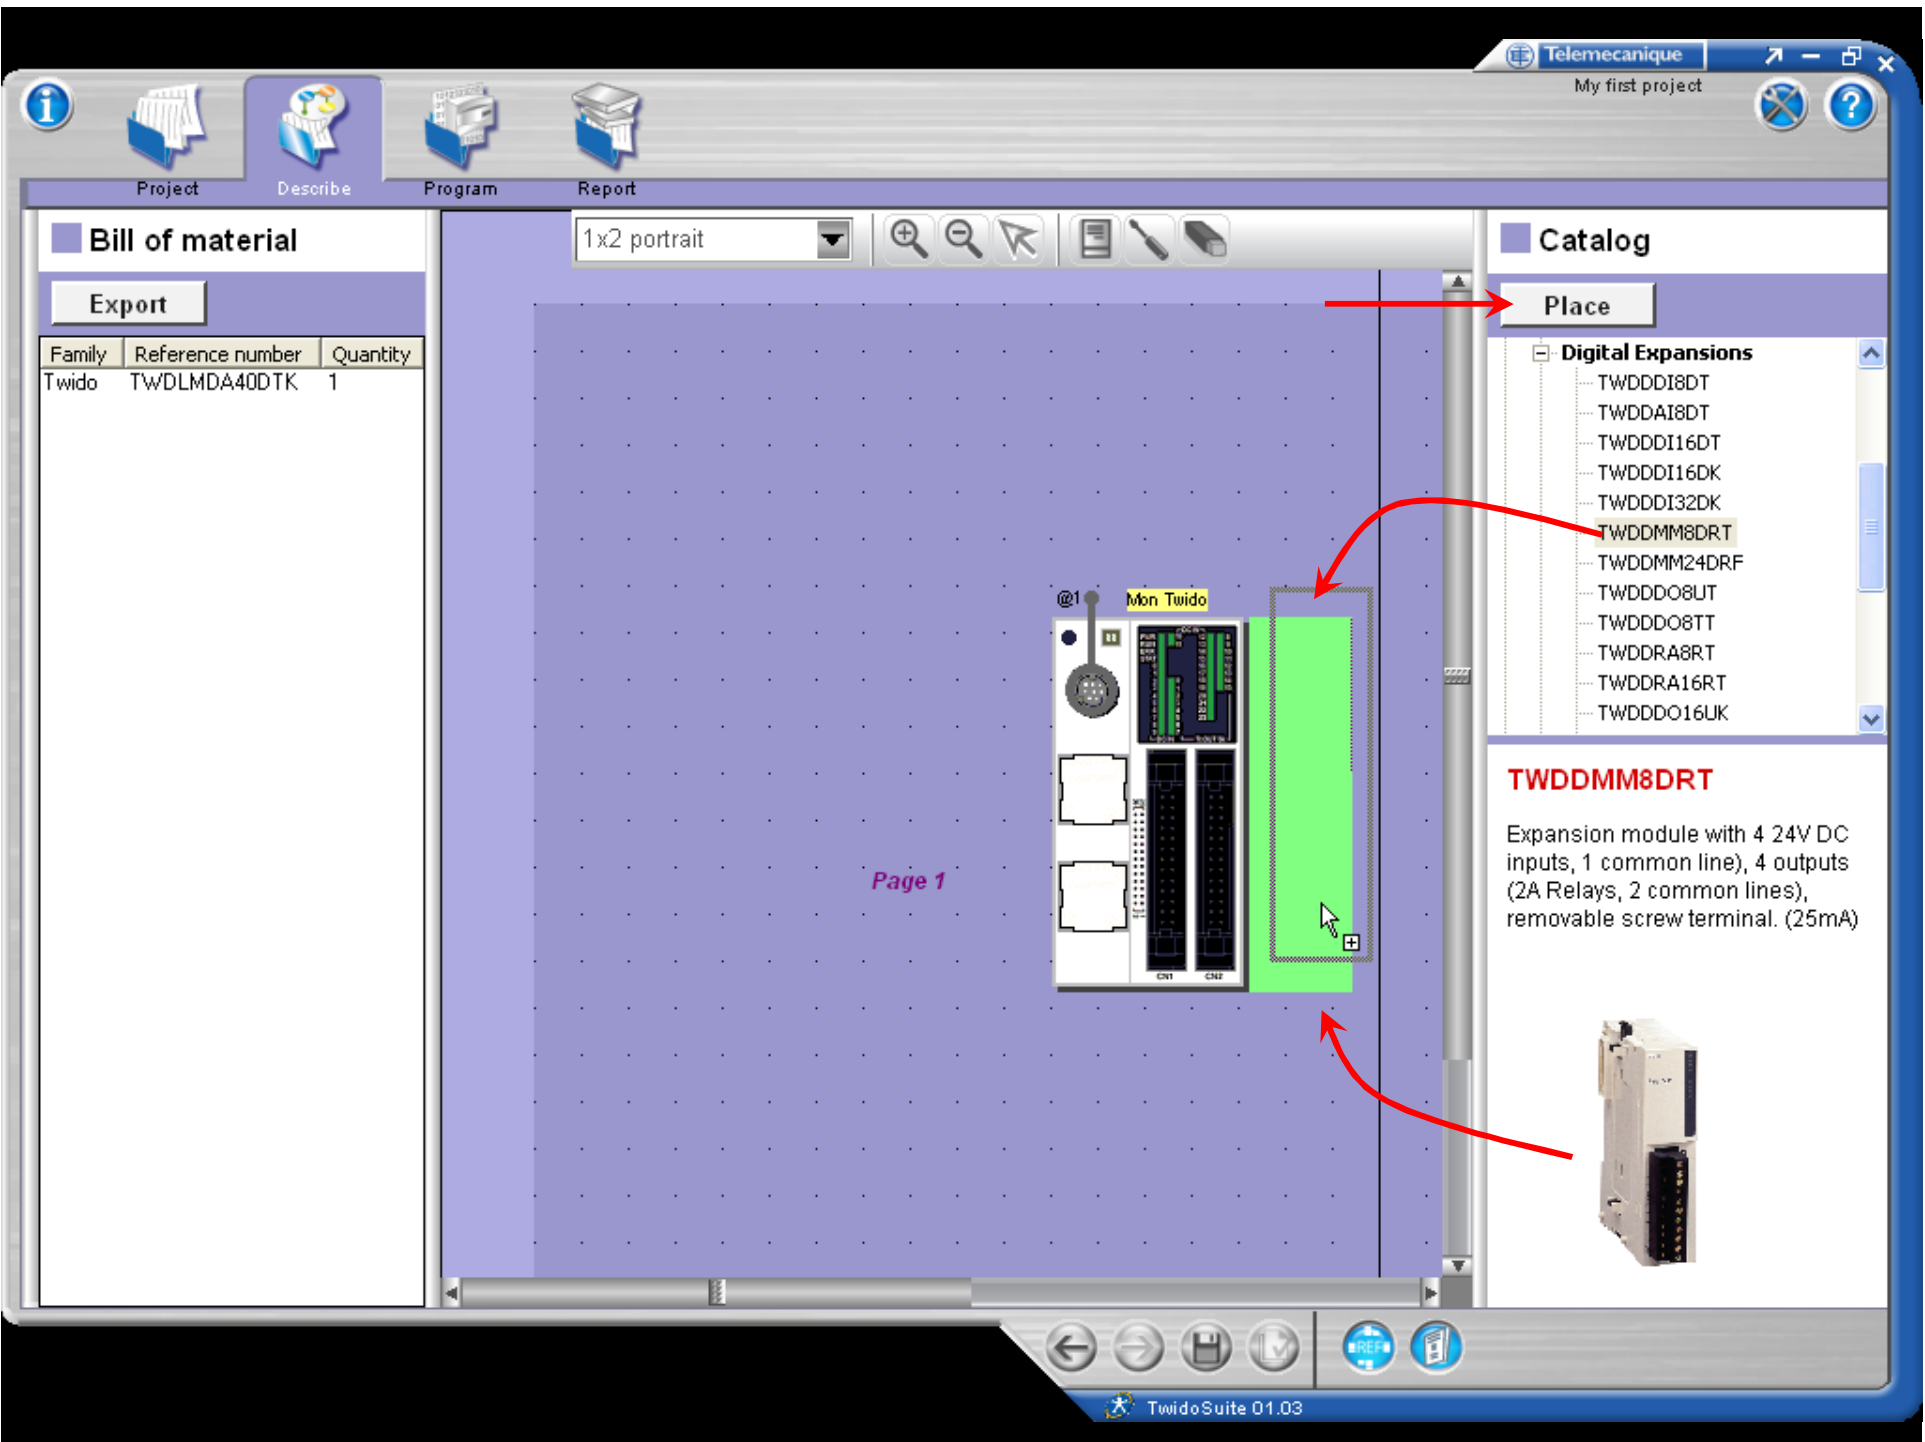 Telemecanique
My first project
Project
Describe
Program
Report
Bill of material
1x2 portrait
Catalog
Export
Place
Family Reference number Quantity
Twido TWDLMDA40DTK 1
Digital Expansions
TWDDDI8DT
TWDDAI8DT
TWDDDI16DT
TWDDDI16DK
TWDDDI32DK
TWDDMM8DRT
TWDDMM24DRF
TWDDDO8UT
TWDDDO8TT
TWDDRA8RT
TWDDRA16RT
TWDDDO16UK
@1
Mon Twido
CN1 CN2
Page 1
TWDDMM8DRT
Expansion module with 4 24V DC
inputs, 1 common line), 4 outputs
(2A Relays, 2 common lines),
removable screw terminal. (25mA)
REF
TwidoSuite 01.03